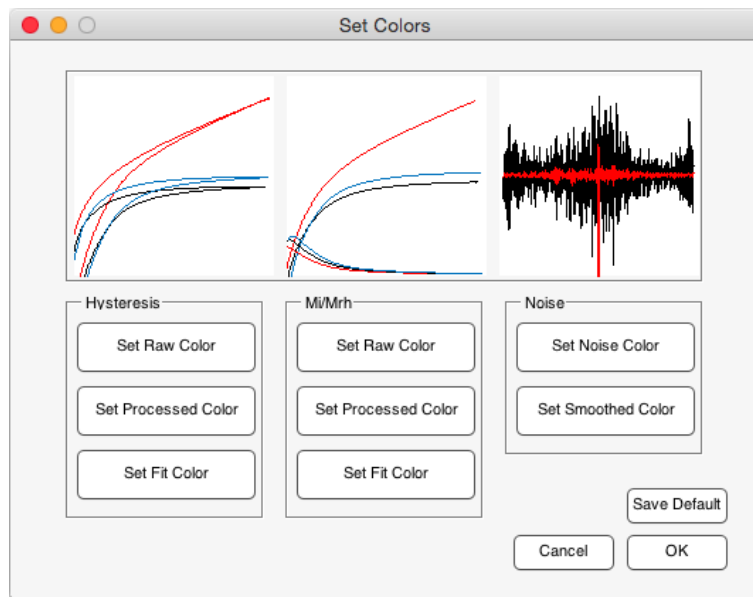 Set Colors
Hysteresis
Set Raw Color
Set Processed Color
Set Fit Color
Mi/Mrh
Set Raw Color
Set Processed Color
Set Fit Color
Noise
Set Noise Color
Set Smoothed Color
Save Default
Cancel
OK